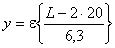 y = ε{(L − 2 · 20) / 6,3}